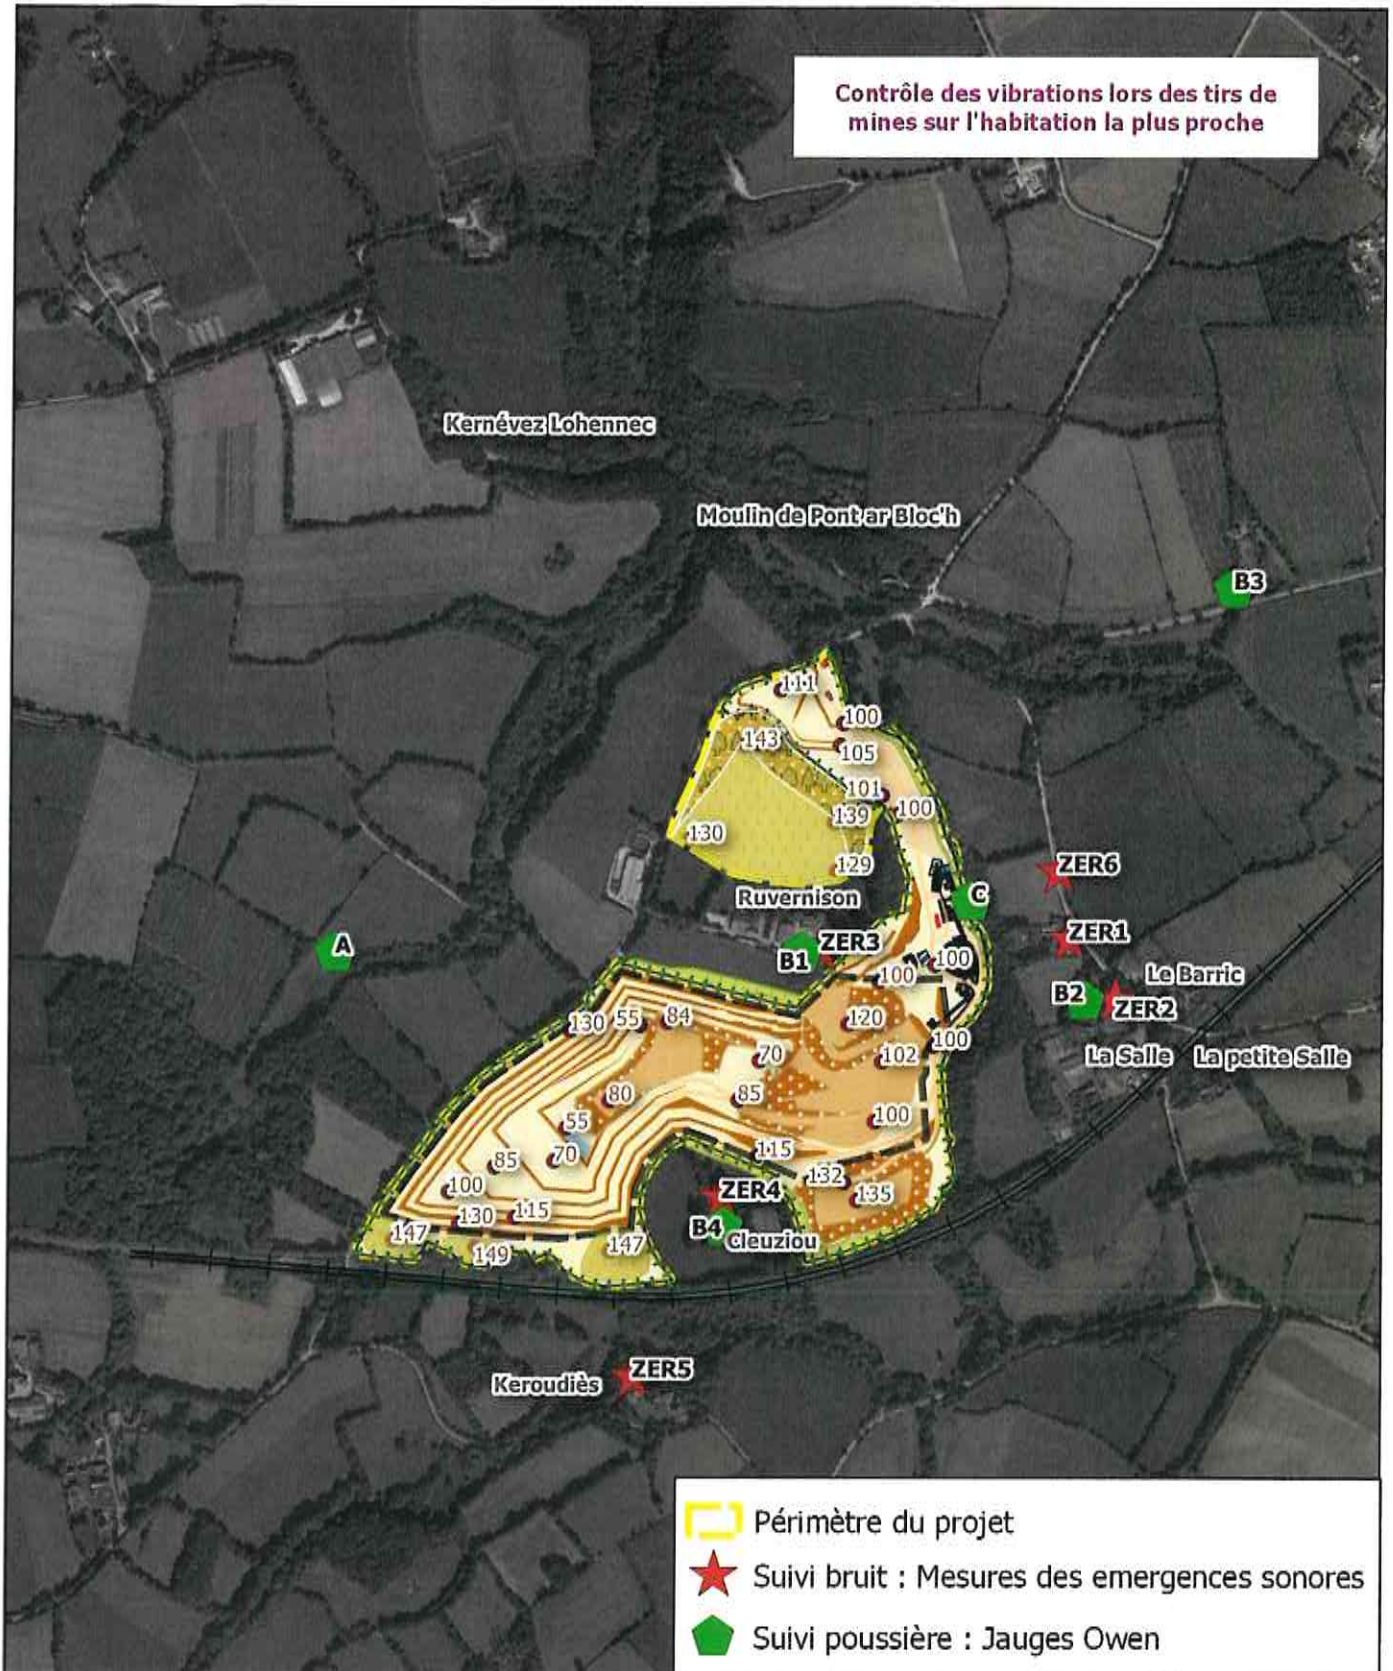 Contrôle des vibrations lors des tirs de
mines sur l'habitation la plus proche
Kernévez Lohennec
Moulin de Pont ar Bloc'h
B3
111
100
143
105
101
100
139
130
129
ZER6
Ruvernison
C
A
ZER3
B1
ZER1
100
100
Le Barric
B2
ZER2
130
55
84
120
100
70
102
La Salle
La petite Salle
80
85
55
100
115
85
70
132
100
ZER4
135
130
115
147
B4
Cleuziou
149
147
ZER5
Keroudiès
Périmètre du projet
Suivi bruit : Mesures des emergences sonores
Suivi poussière : Jauges Owen